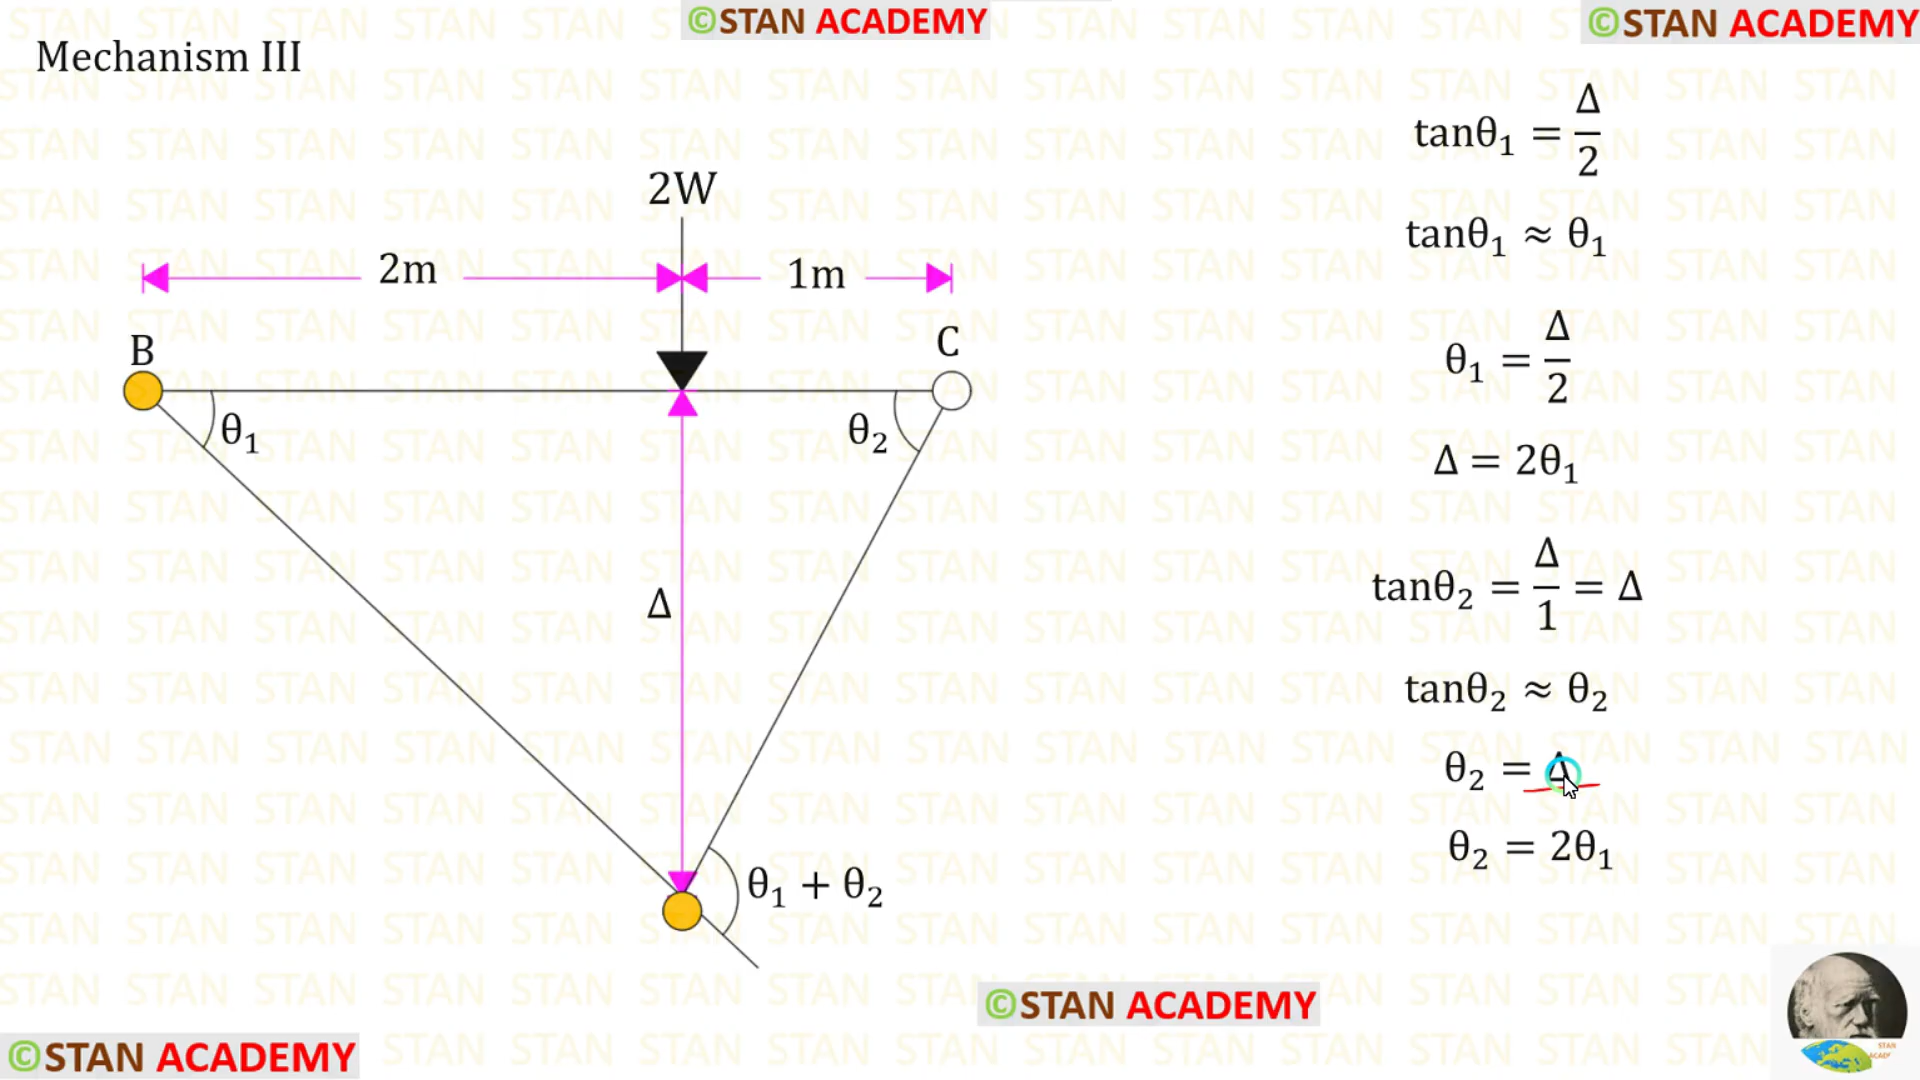 ©STAN ACADEMY
©STAN ACADEMY
Mechanism III
2W
2m
1m
B
C
θ₁
θ₂
Δ
θ₁ + θ₂
tanθ₁ = Δ/2
tanθ₁ ≈ θ₁
θ₁ = Δ/2
Δ = 2θ₁
tanθ₂ = Δ/1 = Δ
tanθ₂ ≈ θ₂
θ₂ = Δ
θ₂ = 2θ₁
©STAN ACADEMY
©STAN ACADEMY